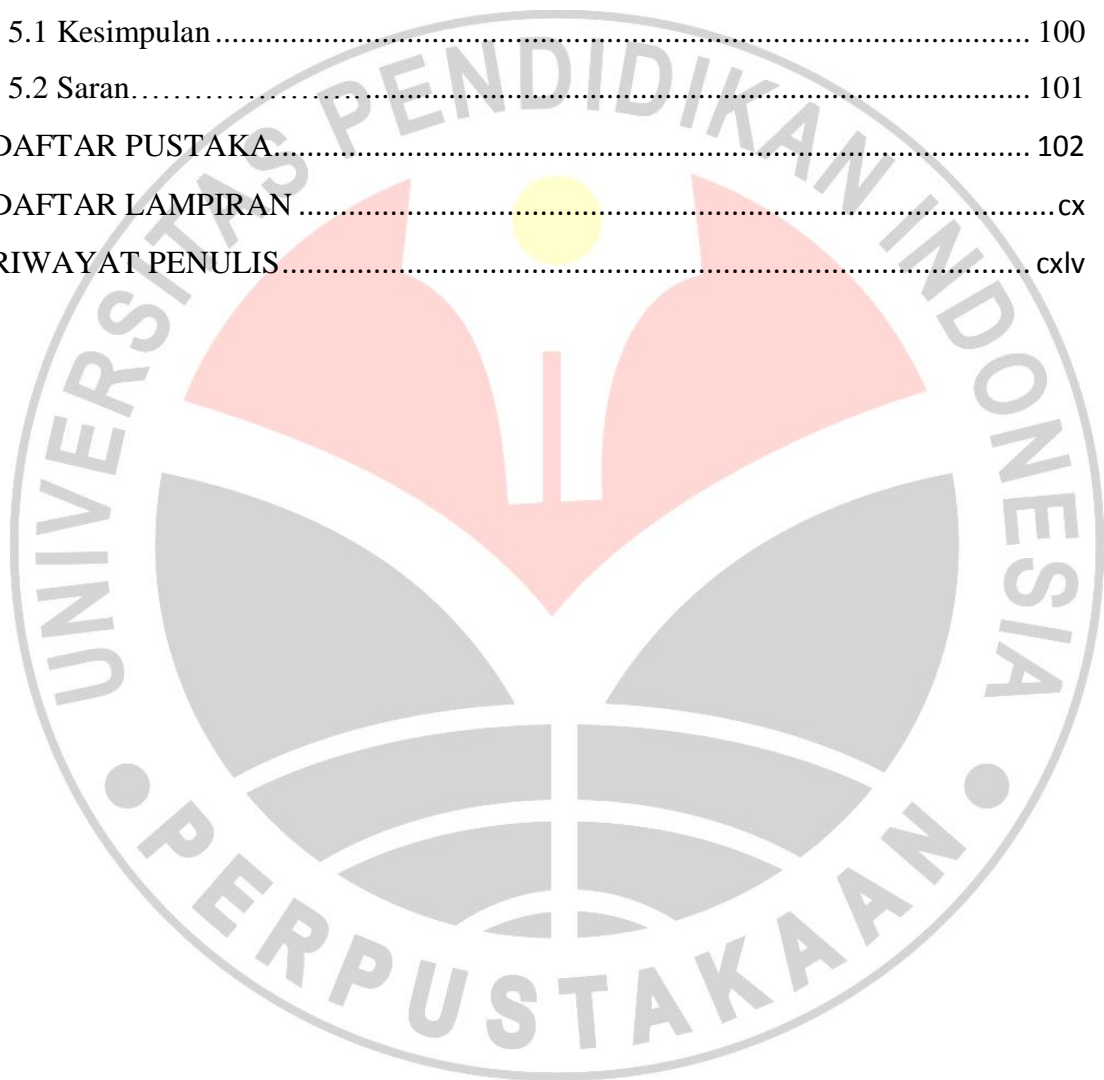 5.1 Kesimpulan ................................................................................................... 100
5.2 Saran………………………................................................................................ 101
DAFTAR PUSTAKA........................................................................................... 102
DAFTAR LAMPIRAN ........................................................................................... cx
RIWAYAT PENULIS.......................................................................................... cxlv
UNIVERSITAS PENDIDIKAN INDONESIA
PERPUSTAKAAN